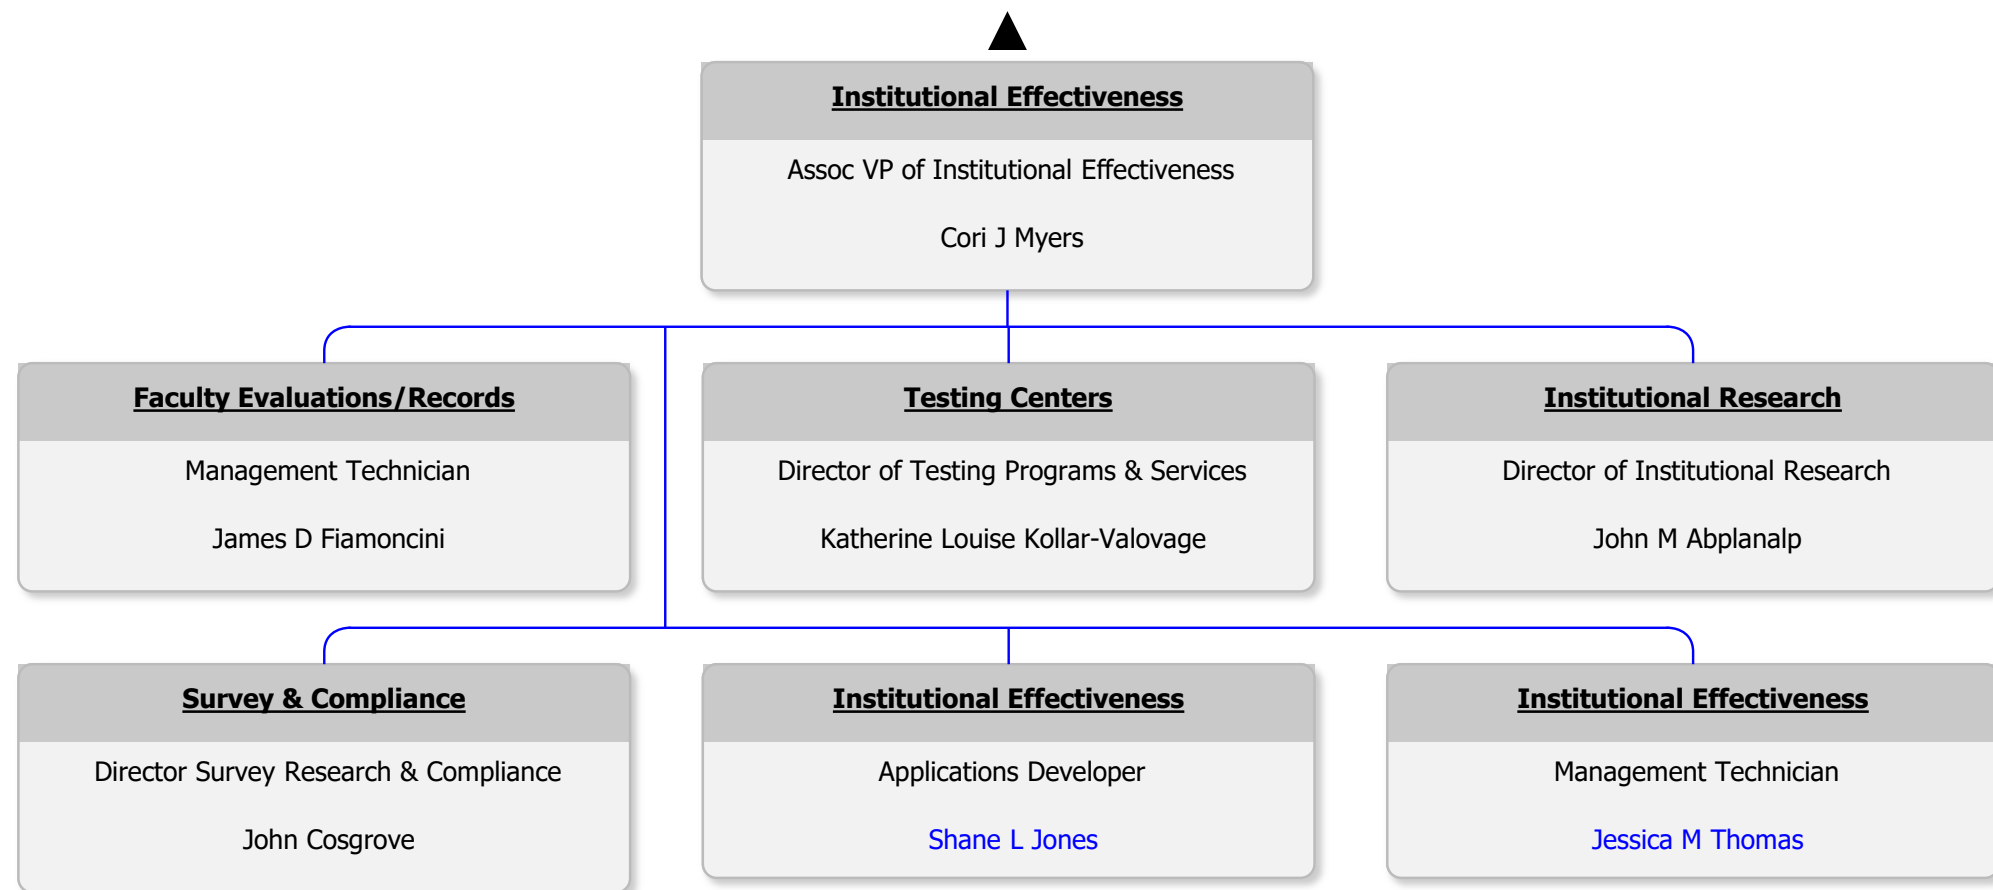 Institutional Effectiveness
Assoc VP of Institutional Effectiveness
Cori J Myers
Faculty Evaluations/Records
Management Technician
James D Fiamoncini
Testing Centers
Director of Testing Programs & Services
Katherine Louise Kollar-Valovage
Institutional Research
Director of Institutional Research
John M Abplanalp
Survey & Compliance
Director Survey Research & Compliance
John Cosgrove
Institutional Effectiveness
Applications Developer
Shane L Jones
Institutional Effectiveness
Management Technician
Jessica M Thomas